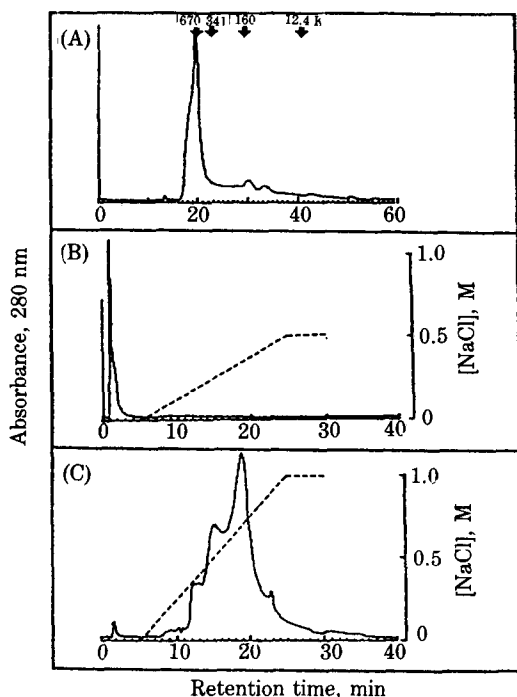 670 341 160 12.4 k
(A)
0 20 40 60
(B)
1.0
0.5
0
0 10 20 30 40
[NaCl], M
(C)
1.0
0.5
0
0 10 20 30 40
[NaCl], M
Absorbance, 280 nm
Retention time, min